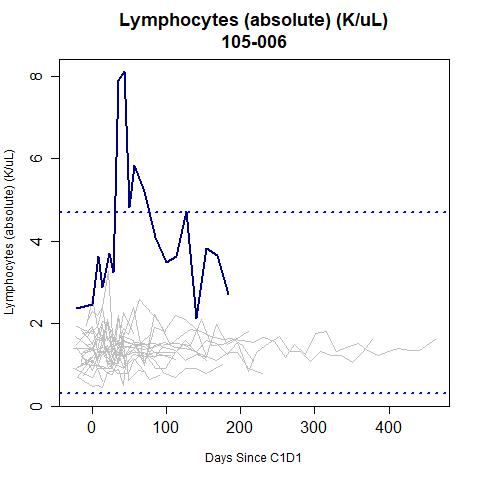 Lymphocytes (absolute) (K/uL)
105-006
Lymphocytes (absolute) (K/uL)
8
6
4
2
0
0 100 200 300 400
Days Since C1D1